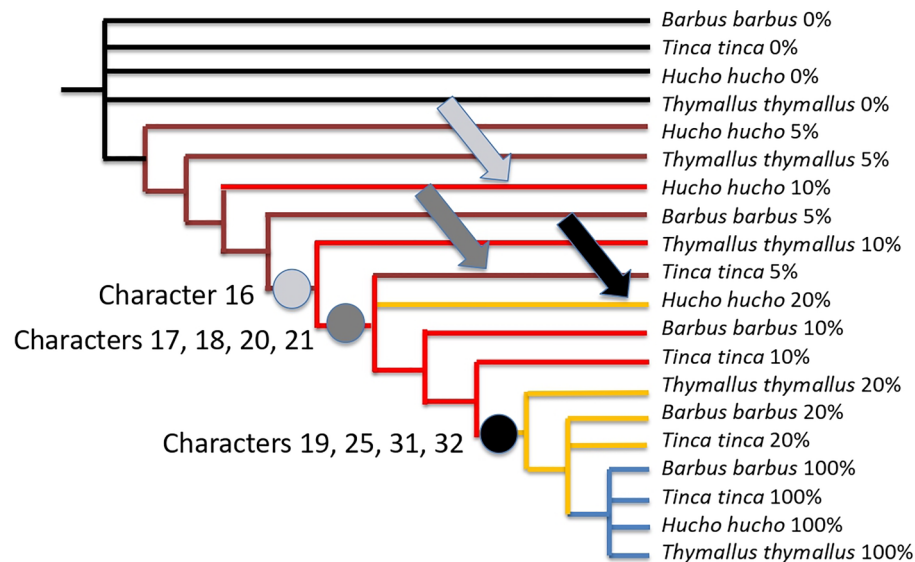 Barbus barbus 0%
Tinca tinca 0%
Hucho hucho 0%
Thymallus thymallus 0%
Hucho hucho 5%
Thymallus thymallus 5%
Hucho hucho 10%
Barbus barbus 5%
Thymallus thymallus 10%
Tinca tinca 5%
Character 16
Hucho hucho 20%
Barbus barbus 10%
Characters 17, 18, 20, 21
Tinca tinca 10%
Thymallus thymallus 20%
Barbus barbus 20%
Tinca tinca 20%
Characters 19, 25, 31, 32
Barbus barbus 100%
Tinca tinca 100%
Hucho hucho 100%
Thymallus thymallus 100%